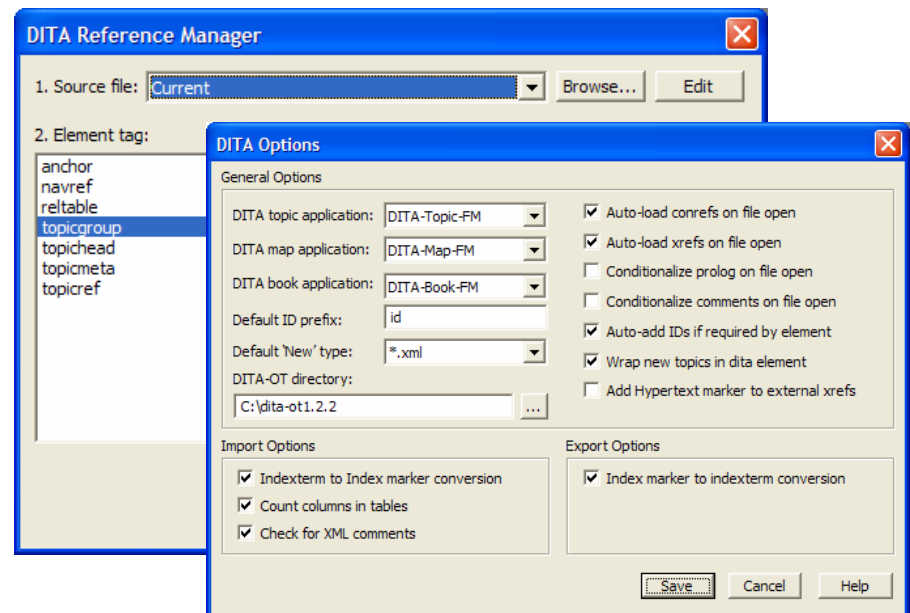 DITA Reference Manager
1. Source file: Current Browse... Edit
2. Element tag:
anchor
navref
reltable
topicgroup
topichead
topicmeta
topicref
DITA Options
General Options
DITA topic application: DITA-Topic-FM
DITA map application: DITA-Map-FM
DITA book application: DITA-Book-FM
Default ID prefix: id
Default 'New' type: *.xml
DITA-OT directory:
C:\dita-ot1.2.2 ...
Auto-load conrefs on file open
Auto-load xrefs on file open
Conditionalize prolog on file open
Conditionalize comments on file open
Auto-add IDs if required by element
Wrap new topics in dita element
Add Hypertext marker to external xrefs
Import Options
Indexterm to Index marker conversion
Count columns in tables
Check for XML comments
Export Options
Index marker to indexterm conversion
Save Cancel Help